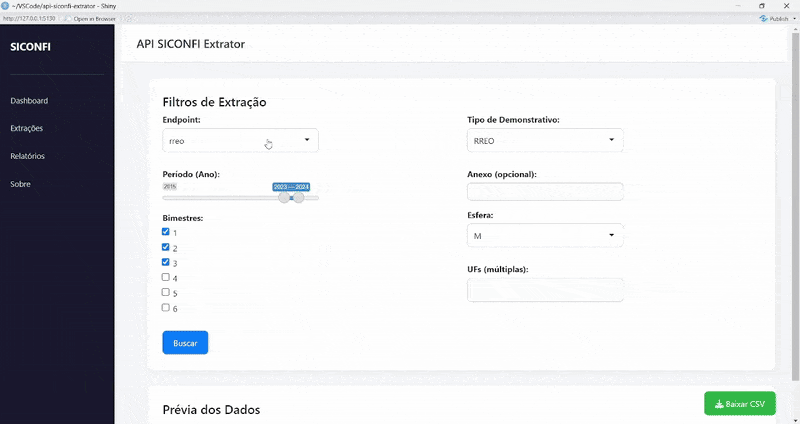 ~/VSCode/api-siconfi-extrator - Shiny
http://127.0.0.1:5130 Open in Browser Publish
SICONFI
API SICONFI Extrator
Dashboard
Extrações
Relatórios
Sobre
Filtros de Extração
Endpoint:
rreo
Tipo de Demonstrativo:
RREO
Período (Ano):
2015
2023 — 2024
Anexo (opcional):
Bimestres:
1
2
3
4
5
6
Esfera:
M
UFs (múltiplas):
Buscar
Prévia dos Dados
Baixar CSV